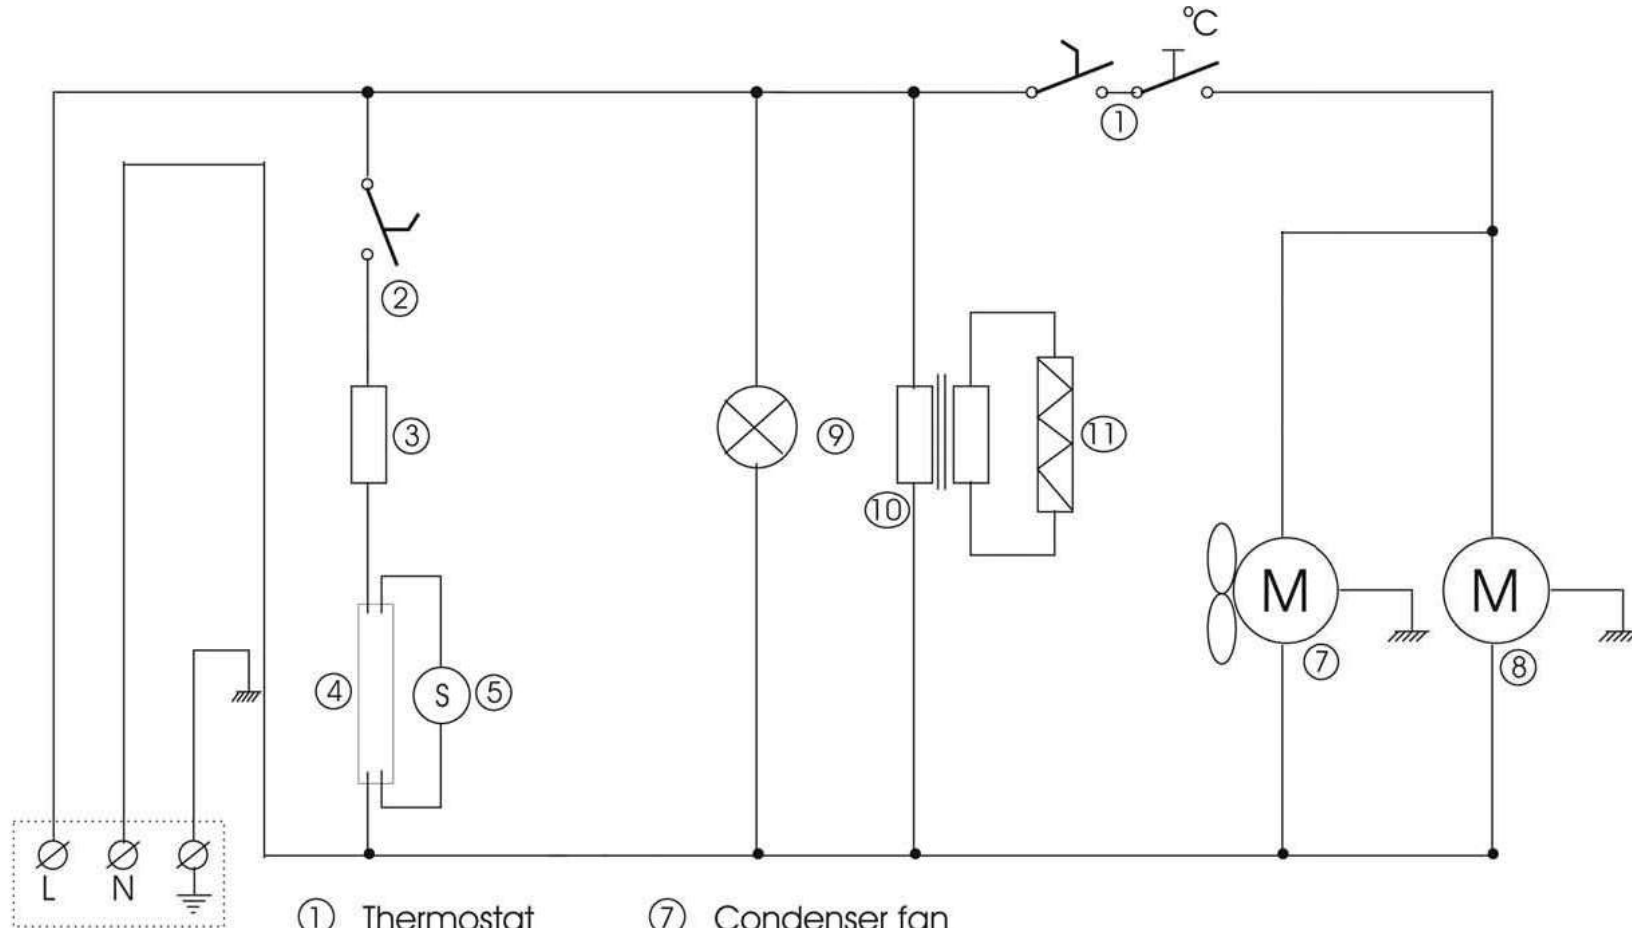 °C
①
②
③
⑨
⑪
⑩
M
M
④
S
⑤
⑦
⑧
L
N
① Thermostat
⑦ Condenser fan